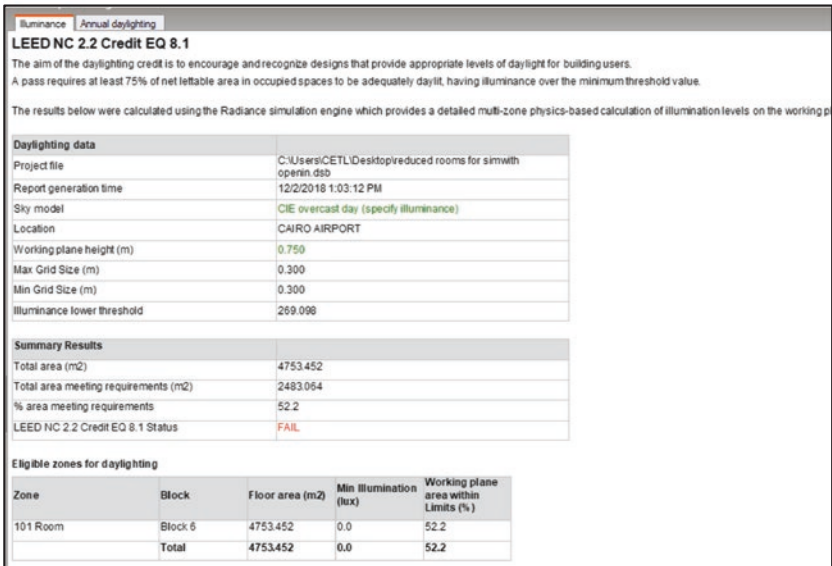 Illuminance Annual daylighting
LEED NC 2.2 Credit EQ 8.1
The aim of the daylighting credit is to encourage and recognize designs that provide appropriate levels of daylight for building users.
A pass requires at least 75% of net lettable area in occupied spaces to be adequately daylit, having illuminance over the minimum threshold value.
The results below were calculated using the Radiance simulation engine which provides a detailed multi-zone physics-based calculation of illumination levels on the working pl
Daylighting data
Project file C:\Users\CETL\Desktop\reduced rooms for simwith
openin.dsb
Report generation time 12/2/2018 1:03:12 PM
Sky model CIE overcast day (specify illuminance)
Location CAIRO AIRPORT
Working plane height (m) 0.750
Max Grid Size (m) 0.300
Min Grid Size (m) 0.300
Illuminance lower threshold 269.098
Summary Results
Total area (m2) 4753.452
Total area meeting requirements (m2) 2483.064
% area meeting requirements 52.2
LEED NC 2.2 Credit EQ 8.1 Status FAIL
Eligible zones for daylighting
Zone Block Floor area (m2) Min Illumination (lux) Working plane area within Limits (%)
101 Room Block 6 4753.452 0.0 52.2
Total 4753.452 0.0 52.2